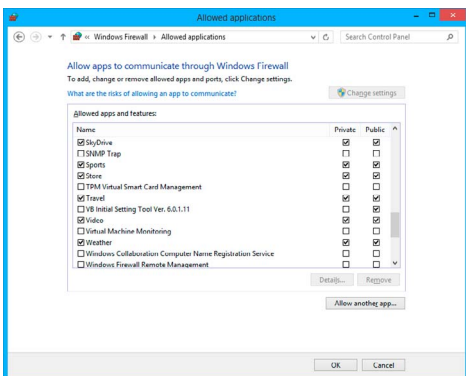 Allowed applications
« Windows Firewall › Allowed applications
Search Control Panel
Allow apps to communicate through Windows Firewall
To add, change or remove allowed apps and ports, click Change settings.
What are the risks of allowing an app to communicate?
Change settings
Allowed apps and features:
Name Private Public
SkyDrive
SNMP Trap
Sports
Store
TPM Virtual Smart Card Management
Travel
VB Initial Setting Tool Ver. 6.0.1.11
Video
Virtual Machine Monitoring
Weather
Windows Collaboration Computer Name Registration Service
Windows Firewall Remote Management
Details... Remove
Allow another app...
OK Cancel